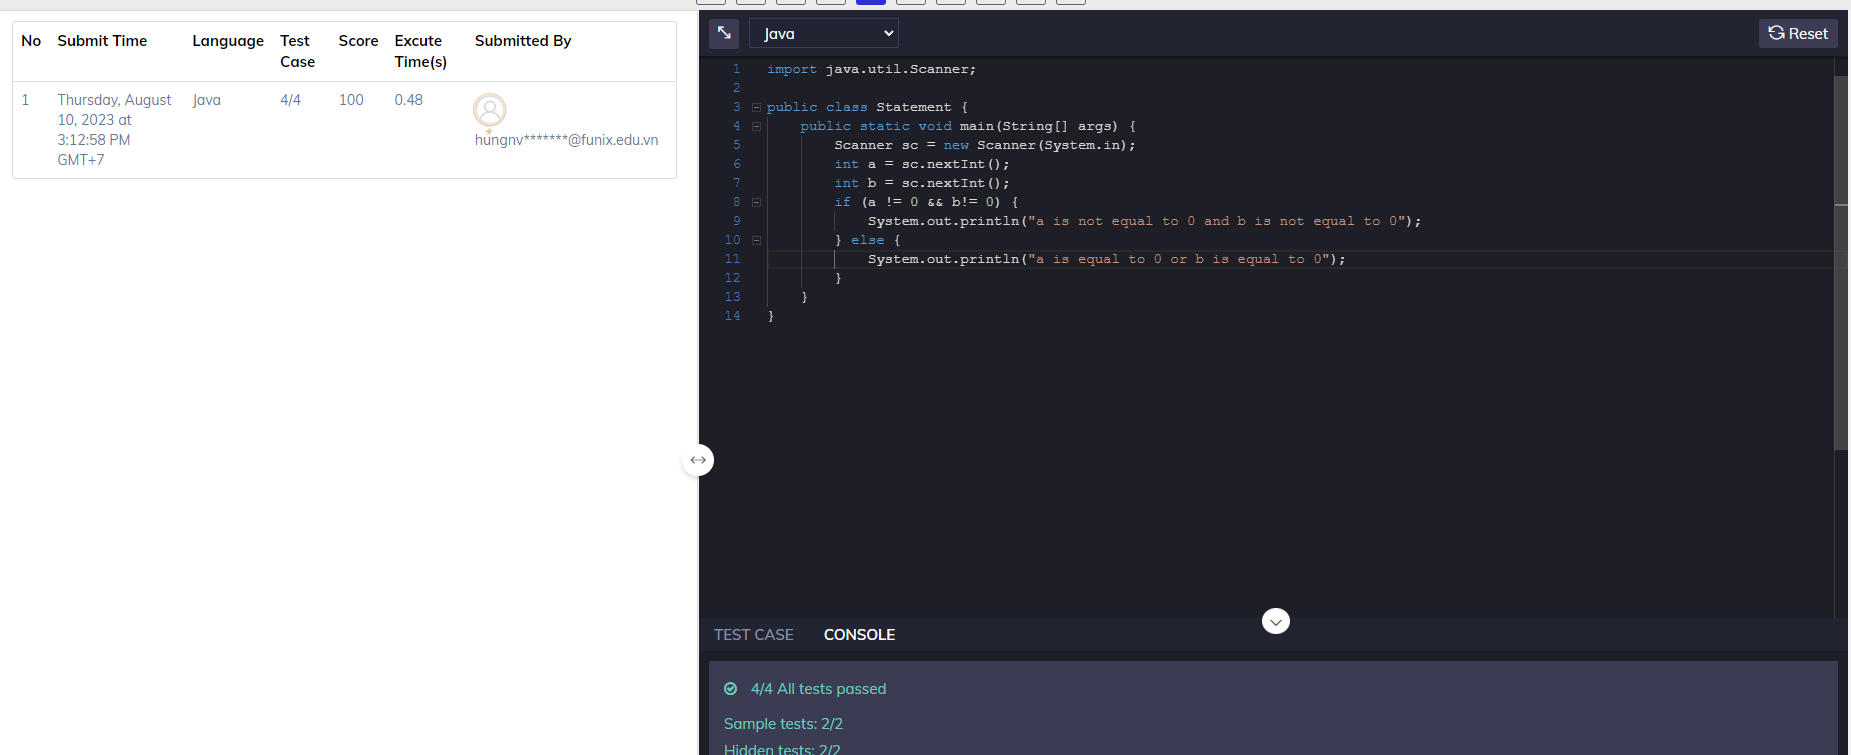 No Submit Time Language Test Case Score Excute Time(s) Submitted By
1 Thursday, August 10, 2023 at 3:12:58 PM GMT+7 Java 4/4 100 0.48 hungnv*******@funix.edu.vn
Java
Reset
1 import java.util.Scanner;
2
3 public class Statement {
4 public static void main(String[] args) {
5 Scanner sc = new Scanner(System.in);
6 int a = sc.nextInt();
7 int b = sc.nextInt();
8 if (a != 0 && b!= 0) {
9 System.out.println("a is not equal to 0 and b is not equal to 0");
10 } else {
11 System.out.println("a is equal to 0 or b is equal to 0");
12 }
13 }
14 }
TEST CASE CONSOLE
4/4 All tests passed
Sample tests: 2/2
Hidden tests: 2/2